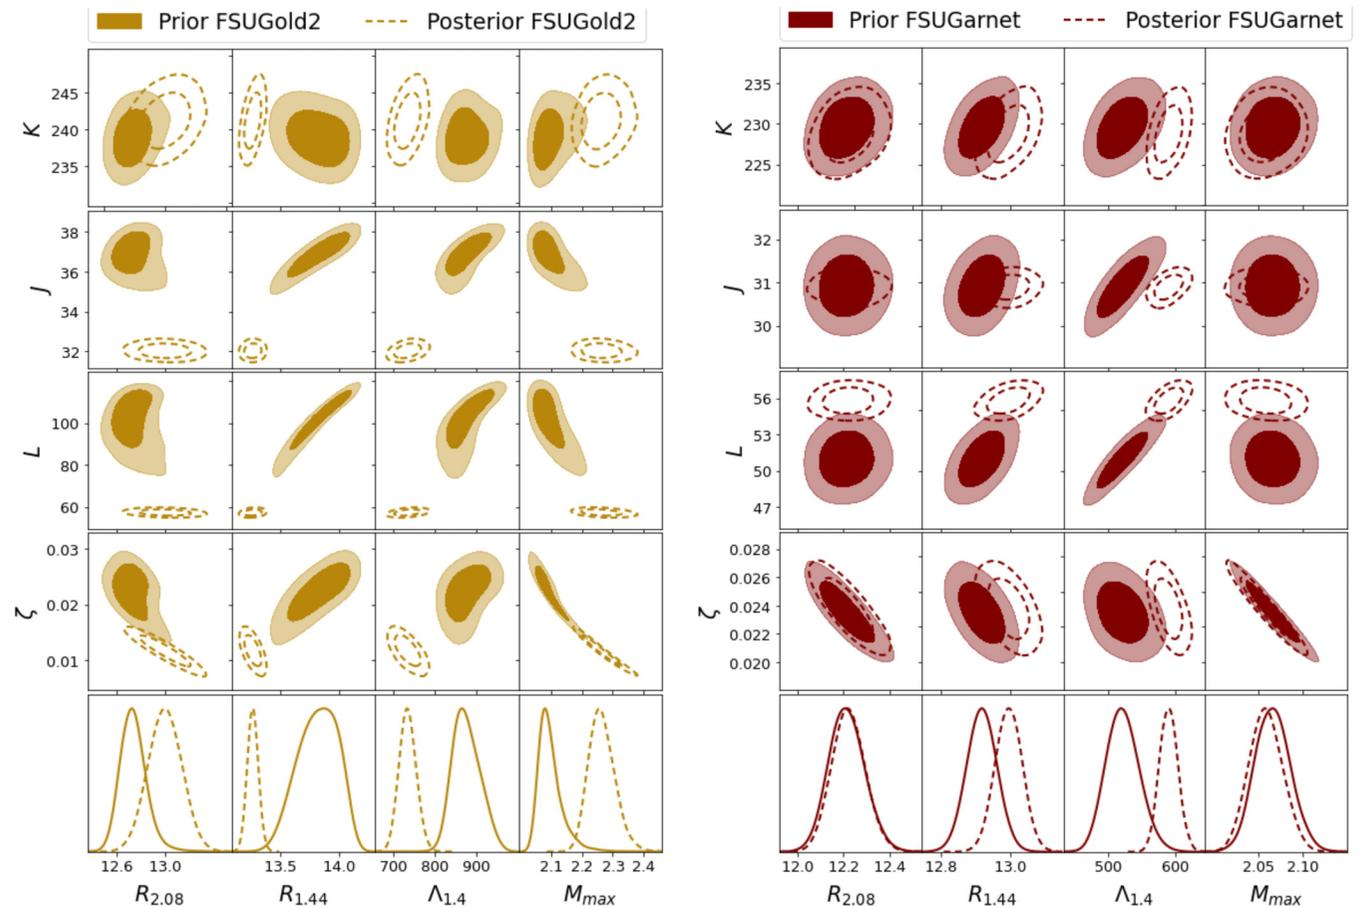 Prior FSUGold2 Posterior FSUGold2
Prior FSUGarnet Posterior FSUGarnet
K
245
240
235
J
38
36
34
32
L
100
80
60
ζ
0.03
0.02
0.01
12.6 13.0 13.5 14.0 700 800 900 2.1 2.2 2.3 2.4
R2.08 R1.44 Λ1.4 Mmax
K
235
230
225
J
32
31
30
L
56
53
50
47
ζ
0.028
0.026
0.024
0.022
0.020
12.0 12.2 12.4 12.8 13.0 500 600 2.05 2.10
R2.08 R1.44 Λ1.4 Mmax